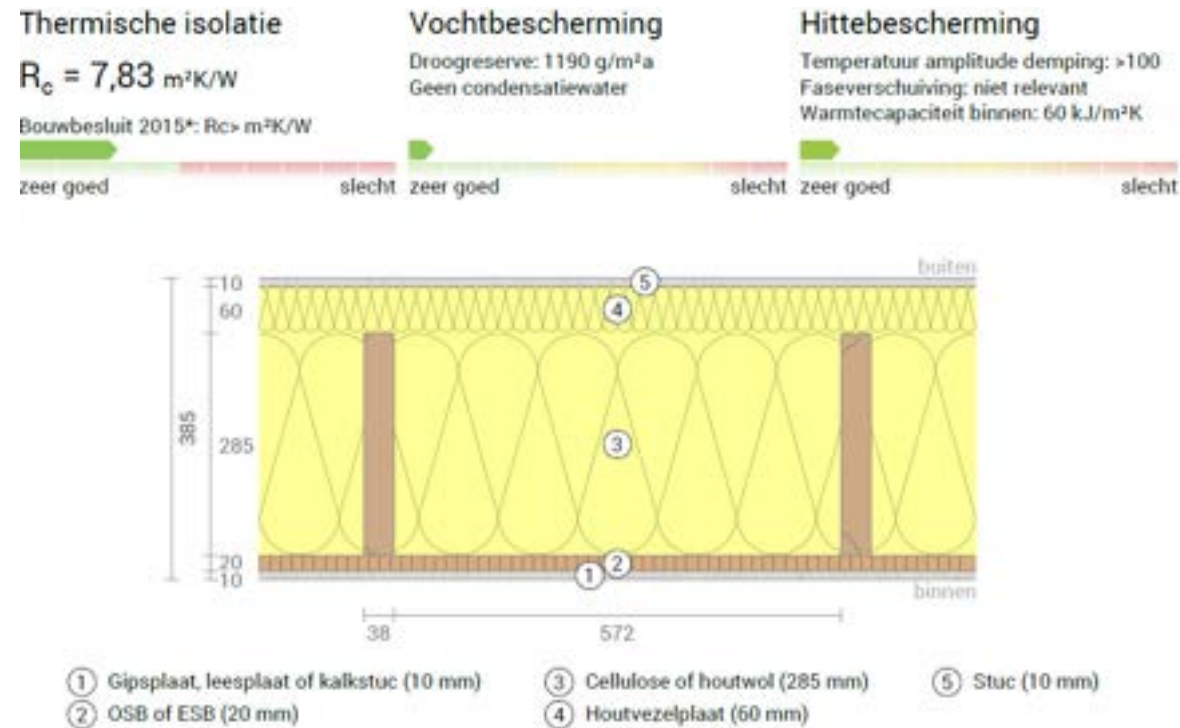 Thermische isolatie
Rc = 7,83 m²K/W
Bouwbesluit 2015*: Rc> m²K/W
zeer goed slecht
Vochtbescherming
Droogreserve: 1190 g/m²a
Geen condensatiewater
zeer goed slecht
Hittebescherming
Temperatuur amplitude demping: >100
Faseverschuiving: niet relevant
Warmtecapaciteit binnen: 60 kJ/m²K
zeer goed slecht
buiten
10
60
385
285
20
10
5
4
3
2
1
binnen
38 572
1 Gipsplaat, leesplaat of kalkstuc (10 mm)
2 OSB of ESB (20 mm)
3 Cellulose of houtwol (285 mm)
4 Houtvezelplaat (60 mm)
5 Stuc (10 mm)